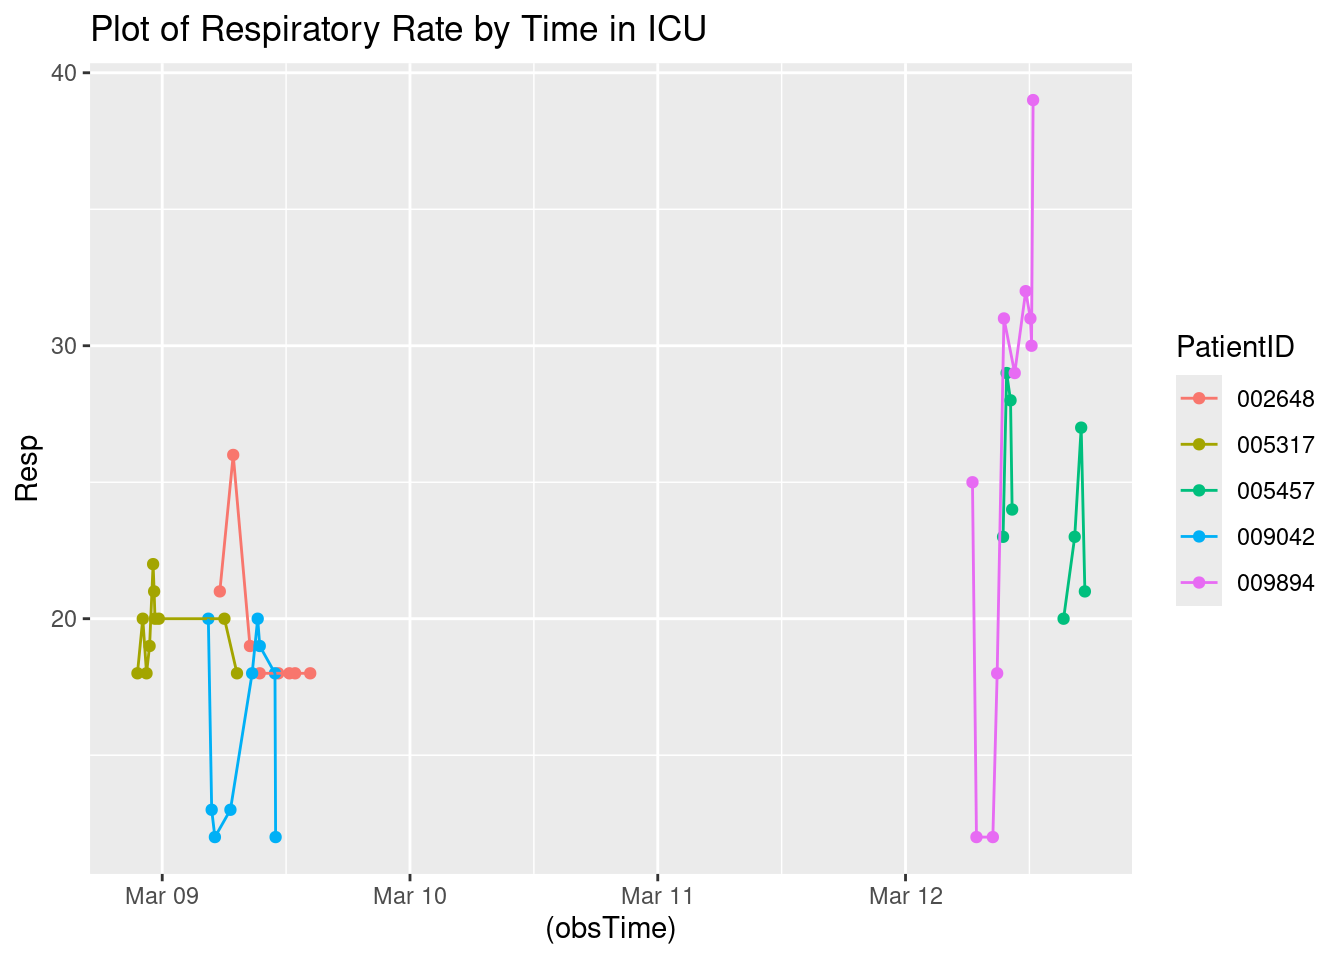 Plot of Respiratory Rate by Time in ICU
40
30
20
Resp
Mar 09
Mar 10
Mar 11
Mar 12
(obsTime)
PatientID
002648
005317
005457
009042
009894